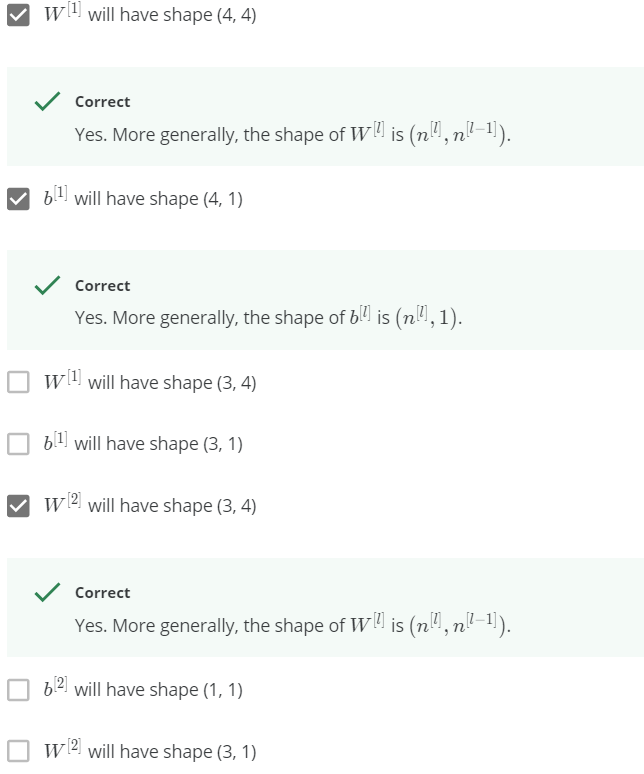 W^[1] will have shape (4, 4)
Correct
Yes. More generally, the shape of W^[l] is (n^[l], n^[l−1]).
b^[1] will have shape (4, 1)
Correct
Yes. More generally, the shape of b^[l] is (n^[l], 1).
W^[1] will have shape (3, 4)
b^[1] will have shape (3, 1)
W^[2] will have shape (3, 4)
Correct
Yes. More generally, the shape of W^[l] is (n^[l], n^[l−1]).
b^[2] will have shape (1, 1)
W^[2] will have shape (3, 1)